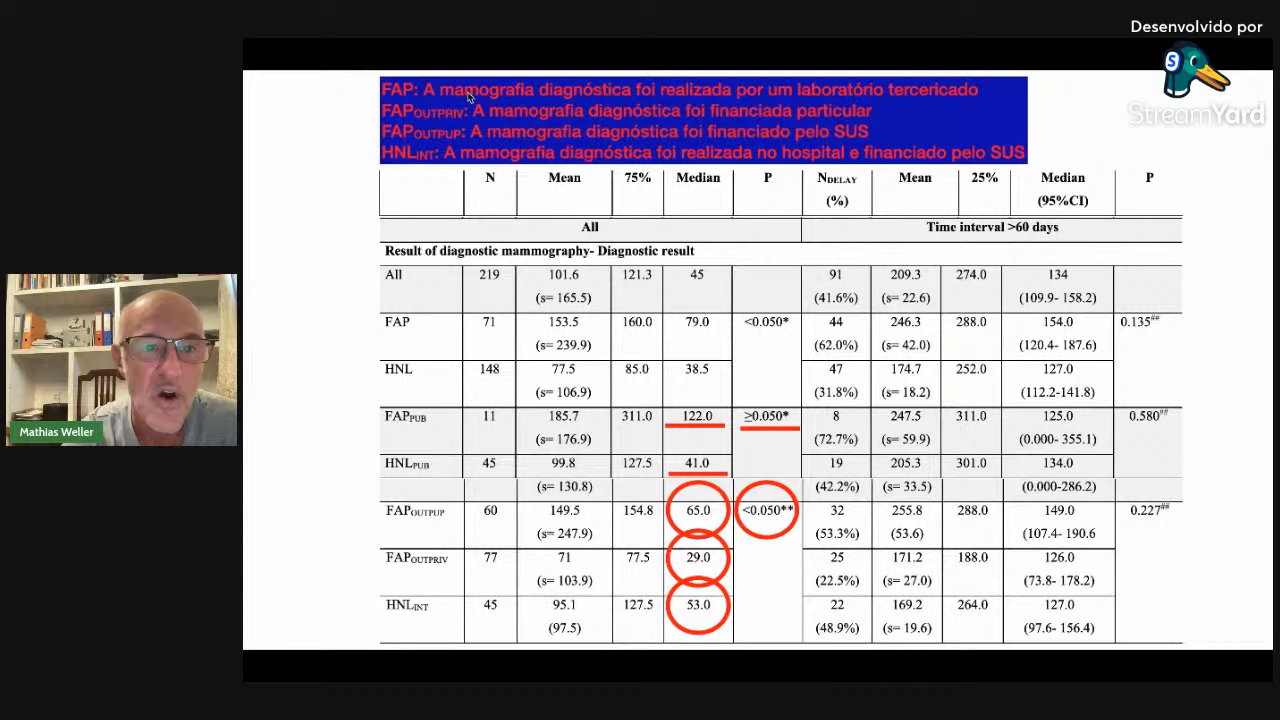 Desenvolvido por
StreamYard
FAP: A mamografia diagnóstica foi realizada por um laboratório tercericado
FAPOUTPRIV: A mamografia diagnóstica foi financiada particular
FAPOUTPUP: A mamografia diagnóstica foi financiado pelo SUS
HNLINT: A mamografia diagnóstica foi realizada no hospital e financiado pelo SUS
N Mean 75% Median P NDELAY Mean 25% Median P
(%) (95%CI)
All Time interval >60 days
Result of diagnostic mammography- Diagnostic result
All 219 101.6 121.3 45 91 209.3 274.0 134
(s= 165.5) (41.6%) (s= 22.6) (109.9- 158.2)
FAP 71 153.5 160.0 79.0 <0.050* 44 246.3 288.0 154.0 0.135##
(s= 239.9) (62.0%) (s= 42.0) (120.4- 187.6)
HNL 148 77.5 85.0 38.5 47 174.7 252.0 127.0
(s= 106.9) (31.8%) (s= 18.2) (112.2-141.8)
FAPPUB 11 185.7 311.0 122.0 ≥0.050* 8 247.5 311.0 125.0 0.580##
(s= 176.9) (72.7%) (s= 59.9) (0.000- 355.1)
HNLPUB 45 99.8 127.5 41.0 19 205.3 301.0 134.0
(s= 130.8) (42.2%) (s= 33.5) (0.000-286.2)
FAPOUTPUP 60 149.5 154.8 65.0 <0.050** 32 255.8 288.0 149.0 0.227##
(s= 247.9) (53.3%) (53.6) (107.4- 190.6
FAPOUTPRIV 77 71 77.5 29.0 25 171.2 188.0 126.0
(s= 103.9) (22.5%) (s= 27.0) (73.8- 178.2)
HNLINT 45 95.1 127.5 53.0 22 169.2 264.0 127.0
(97.5) (48.9%) (s= 19.6) (97.6- 156.4)
Mathias Weller